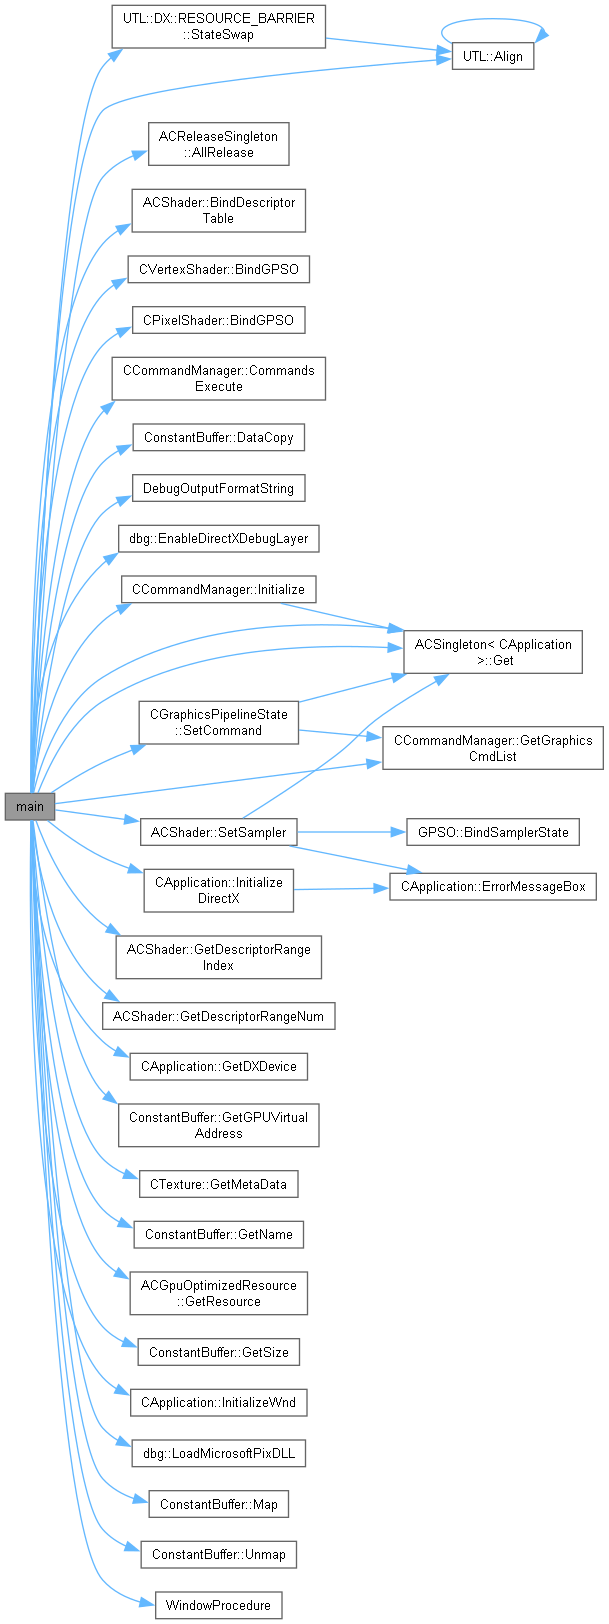 UTL::DX::RESOURCE_BARRIER
::StateSwap
UTL::Align
ACReleaseSingleton
::AllRelease
ACShader::BindDescriptor
Table
CVertexShader::BindGPSO
CPixelShader::BindGPSO
CCommandManager::Commands
Execute
ConstantBuffer::DataCopy
DebugOutputFormatString
dbg::EnableDirectXDebugLayer
CCommandManager::Initialize
ACSingleton< CApplication
>::Get
CGraphicsPipelineState
::SetCommand
CCommandManager::GetGraphics
CmdList
main
ACShader::SetSampler
GPSO::BindSamplerState
CApplication::Initialize
DirectX
CApplication::ErrorMessageBox
ACShader::GetDescriptorRange
Index
ACShader::GetDescriptorRangeNum
CApplication::GetDXDevice
ConstantBuffer::GetGPUVirtual
Address
CTexture::GetMetaData
ConstantBuffer::GetName
ACGpuOptimizedResource
::GetResource
ConstantBuffer::GetSize
CApplication::InitializeWnd
dbg::LoadMicrosoftPixDLL
ConstantBuffer::Map
ConstantBuffer::Unmap
WindowProcedure